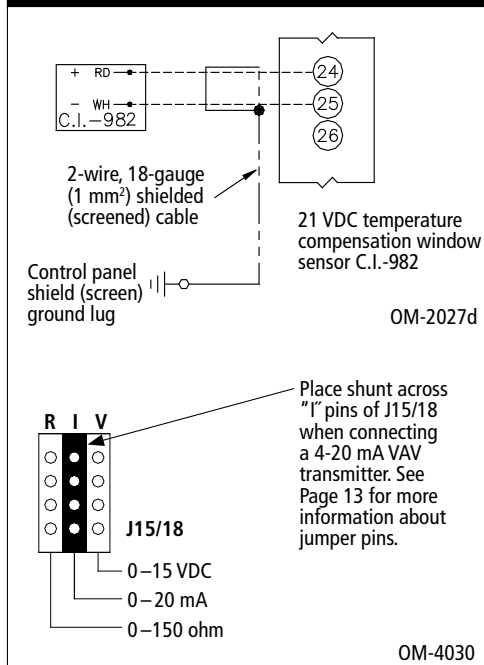 + RD
24
− WH
25
C.I.-982
26
2-wire, 18-gauge
(1 mm²) shielded
(screened) cable
21 VDC temperature
compensation window
sensor C.I.-982
Control panel
shield (screen)
ground lug
OM-2027d
Place shunt across
"I" pins of J15/18
when connecting
a 4-20 mA VAV
transmitter. See
Page 13 for more
information about
jumper pins.
R I V
J15/18
0–15 VDC
0–20 mA
0–150 ohm
OM-4030